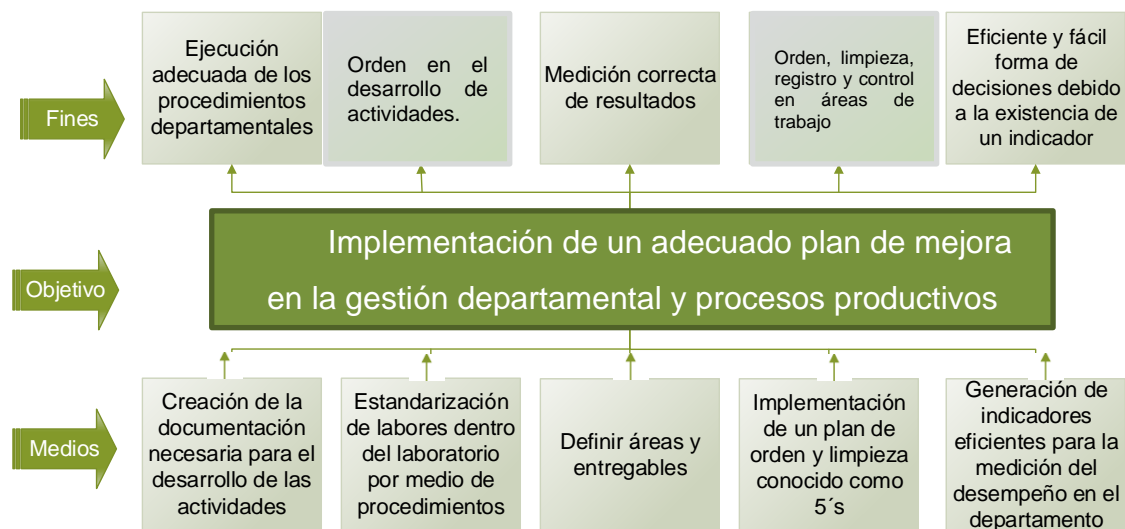 Fines
Ejecución
adecuada de los
procedimientos
departamentales
Orden en el
desarrollo de
actividades.
Medición correcta
de resultados
Orden, limpieza,
registro y control
en áreas de
trabajo
Eficiente y fácil
forma de
decisiones debido
a la existencia de
un indicador
Objetivo
Implementación de un adecuado plan de mejora
en la gestión departamental y procesos productivos
Medios
Creación de la
documentación
necesaria para el
desarrollo de las
actividades
Estandarización
de labores dentro
del laboratorio
por medio de
procedimientos
Definir áreas y
entregables
Implementación
de un plan de
orden y limpieza
conocido como
5´s
Generación de
indicadores
eficientes para la
medición del
desempeño en el
departamento